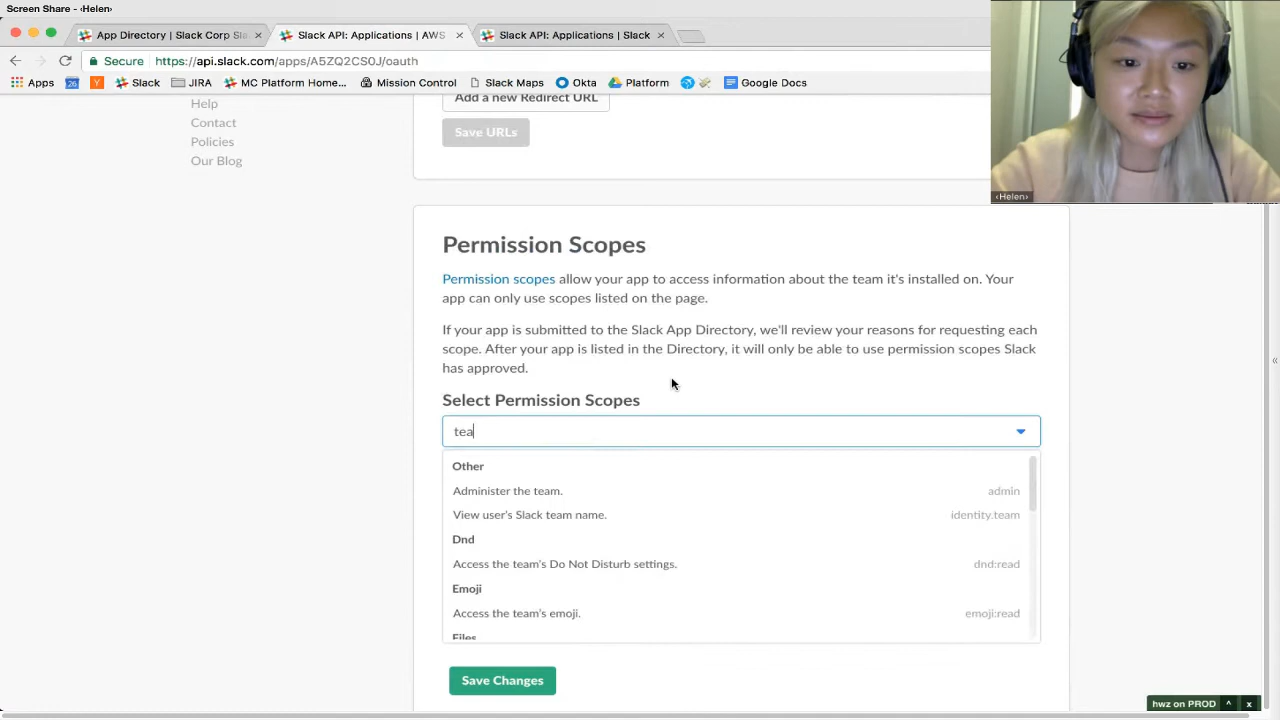 Screen Share - ‹Helen›
App Directory | Slack Corp Sla
Slack API: Applications | AWS
Slack API: Applications | Slack
Secure
https://api.slack.com/apps/A5ZQ2CS0J/oauth
Apps
26
Y
Slack
JIRA
MC Platform Home...
Mission Control
Slack Maps
Okta
Platform
Google Docs
‹Helen›
Help
Contact
Policies
Our Blog
Add a new Redirect URL
Save URLs
Permission Scopes
Permission scopes allow your app to access information about the team it's installed on. Your
app can only use scopes listed on the page.
If your app is submitted to the Slack App Directory, we'll review your reasons for requesting each
scope. After your app is listed in the Directory, it will only be able to use permission scopes Slack
has approved.
Select Permission Scopes
tea
Other
Administer the team. admin
View user's Slack team name. identity.team
Dnd
Access the team's Do Not Disturb settings. dnd:read
Emoji
Access the team's emoji. emoji:read
Files
Save Changes
hwz on PROD ^ x